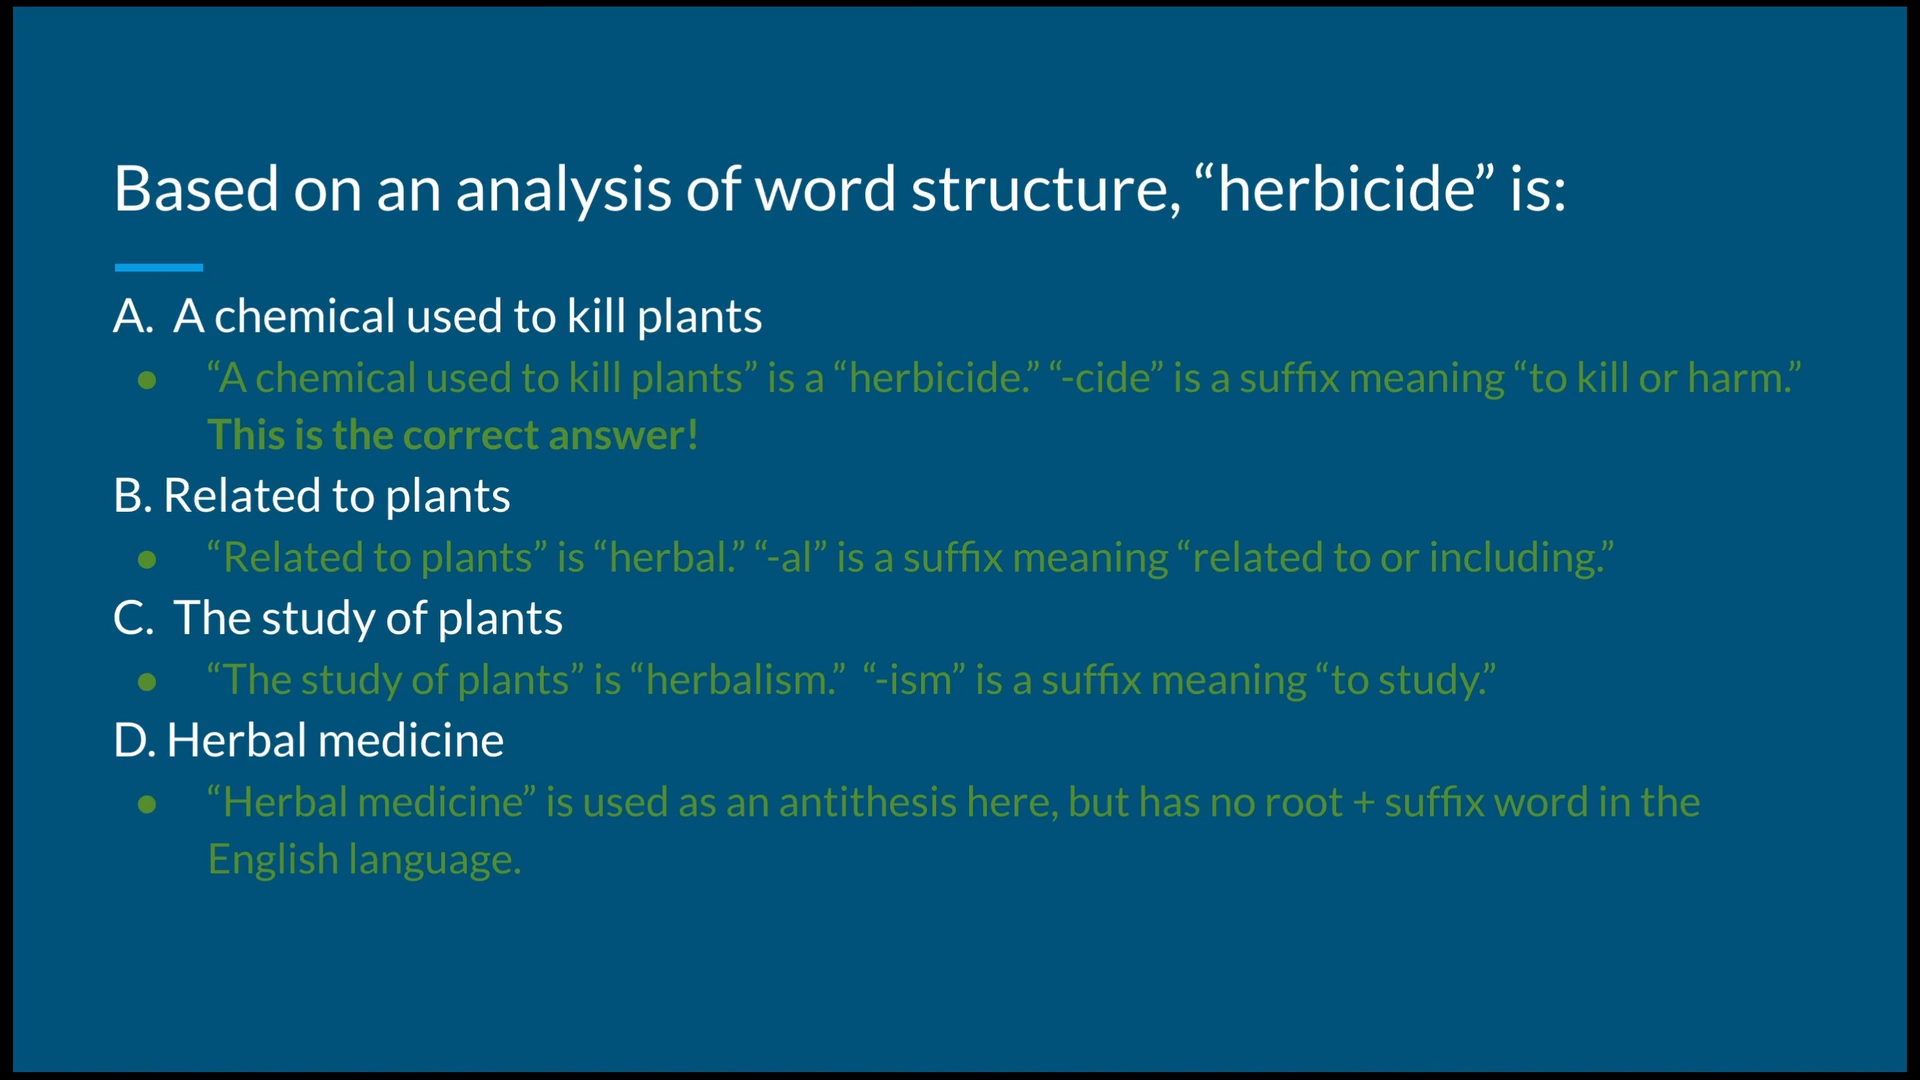 Based on an analysis of word structure, “herbicide” is:
A. A chemical used to kill plants
● “A chemical used to kill plants” is a “herbicide.” “-cide” is a suffix meaning “to kill or harm.”
This is the correct answer!
B. Related to plants
● “Related to plants” is “herbal.” “-al” is a suffix meaning “related to or including.”
C. The study of plants
● “The study of plants” is “herbalism.” “-ism” is a suffix meaning “to study.”
D. Herbal medicine
● “Herbal medicine” is used as an antithesis here, but has no root + suffix word in the
English language.